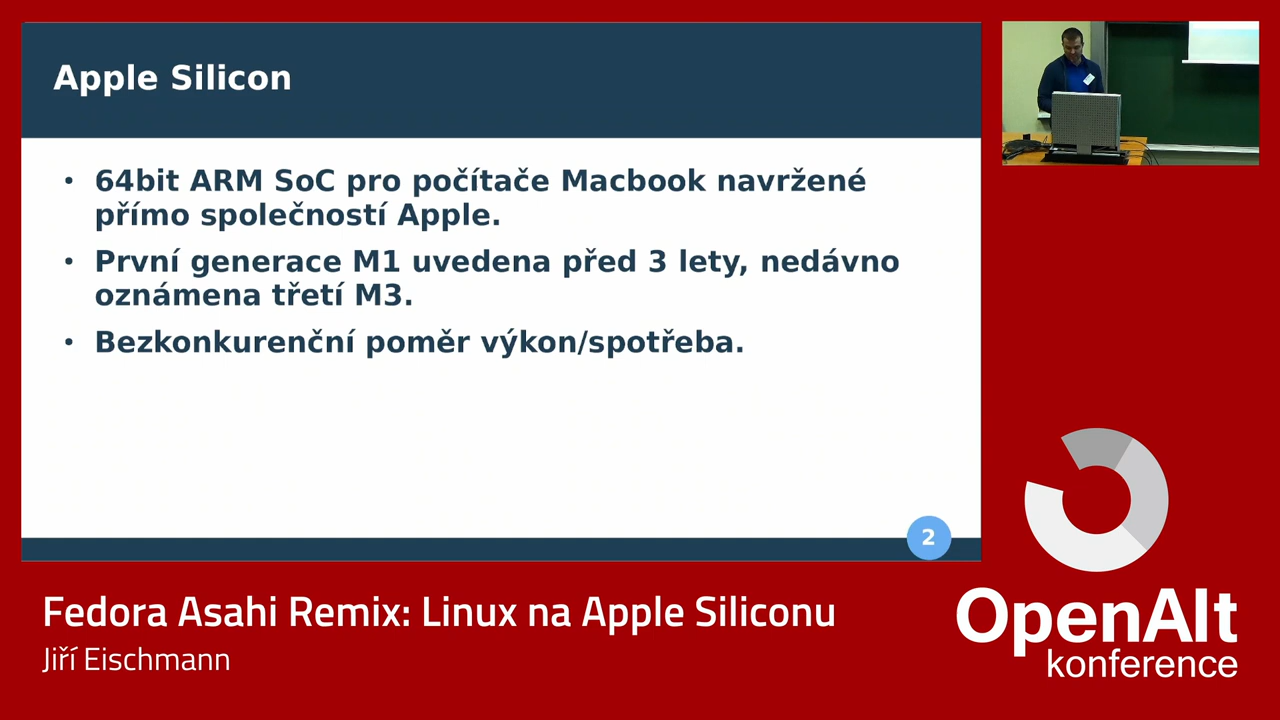 Apple Silicon
• 64bit ARM SoC pro počítače Macbook navržené
přímo společností Apple.
• První generace M1 uvedena před 3 lety, nedávno
oznámena třetí M3.
• Bezkonkurenční poměr výkon/spotřeba.
2
Fedora Asahi Remix: Linux na Apple Siliconu
Jiří Eischmann
OpenAlt
konference